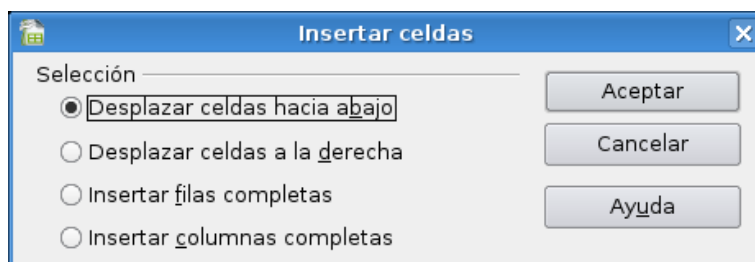 Insertar celdas
Selección
Desplazar celdas hacia abajo
Desplazar celdas a la derecha
Insertar filas completas
Insertar columnas completas
Aceptar
Cancelar
Ayuda